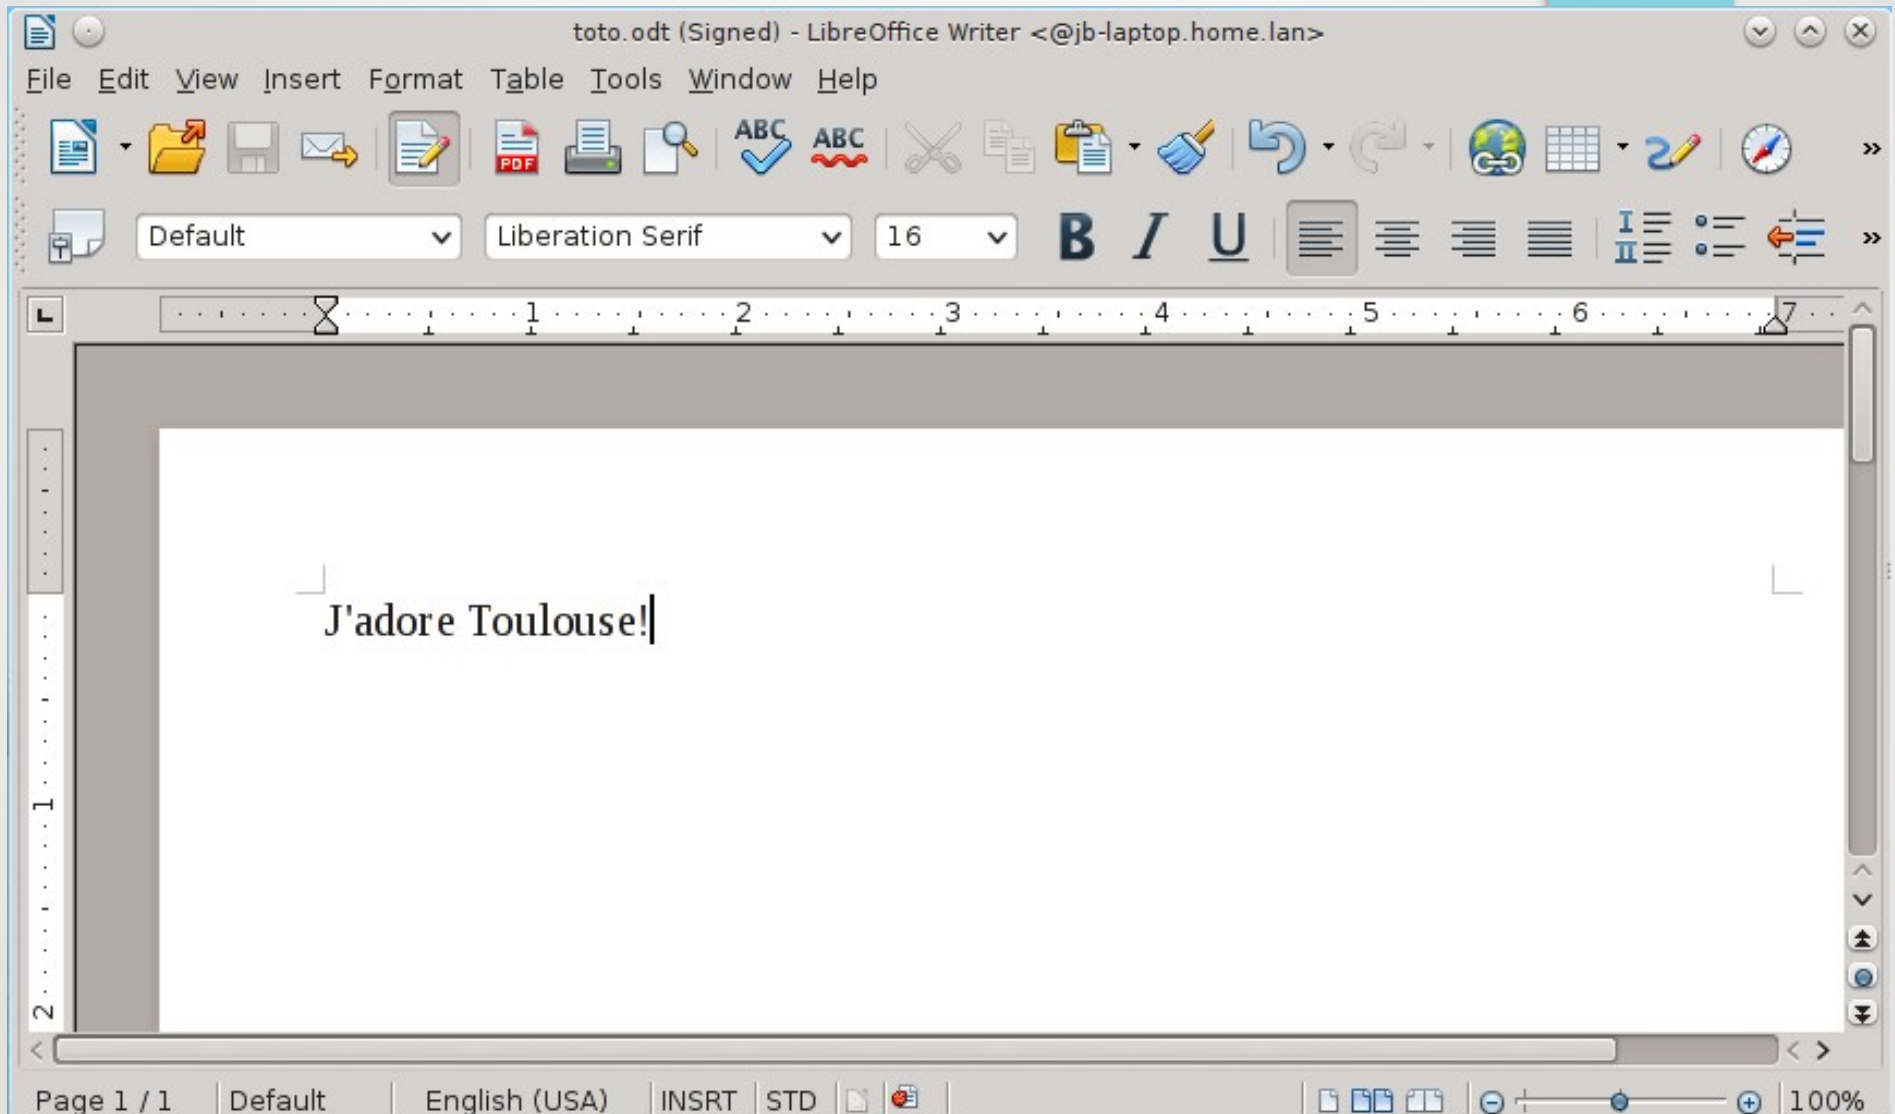 toto.odt (Signed) - LibreOffice Writer <@jb-laptop.home.lan>
File Edit View Insert Format Table Tools Window Help
PDF ABC ABC
Default Liberation Serif 16 B I U
1 2 3 4 5 6 7
J'adore Toulouse!
1
2
Page 1 / 1 Default English (USA) INSRT STD 100%